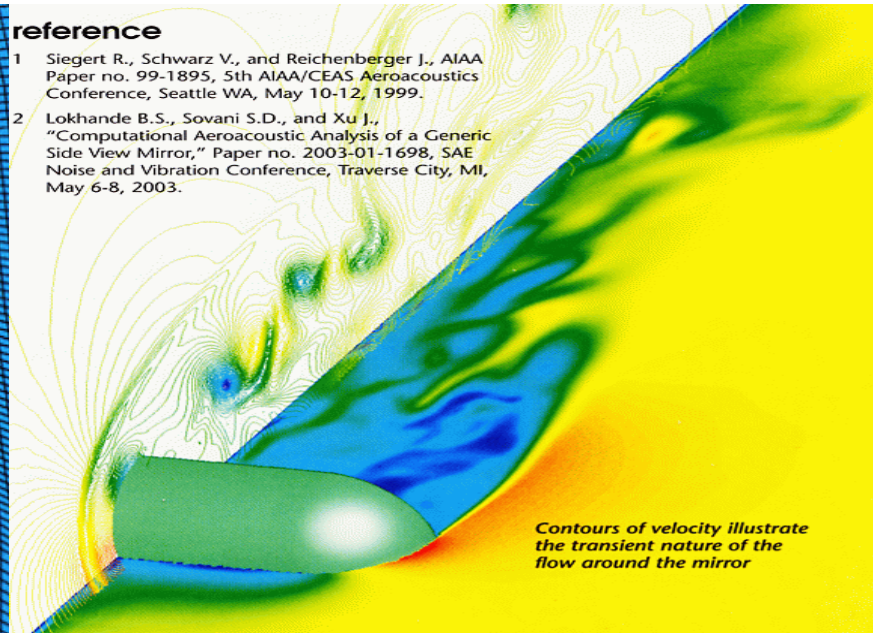 reference
1 Siegert R., Schwarz V., and Reichenberger J., AIAA
Paper no. 99-1895, 5th AIAA/CEAS Aeroacoustics
Conference, Seattle WA, May 10-12, 1999.
2 Lokhande B.S., Sovani S.D., and Xu J.,
“Computational Aeroacoustic Analysis of a Generic
Side View Mirror,” Paper no. 2003-01-1698, SAE
Noise and Vibration Conference, Traverse City, MI,
May 6-8, 2003.
Contours of velocity illustrate
the transient nature of the
flow around the mirror